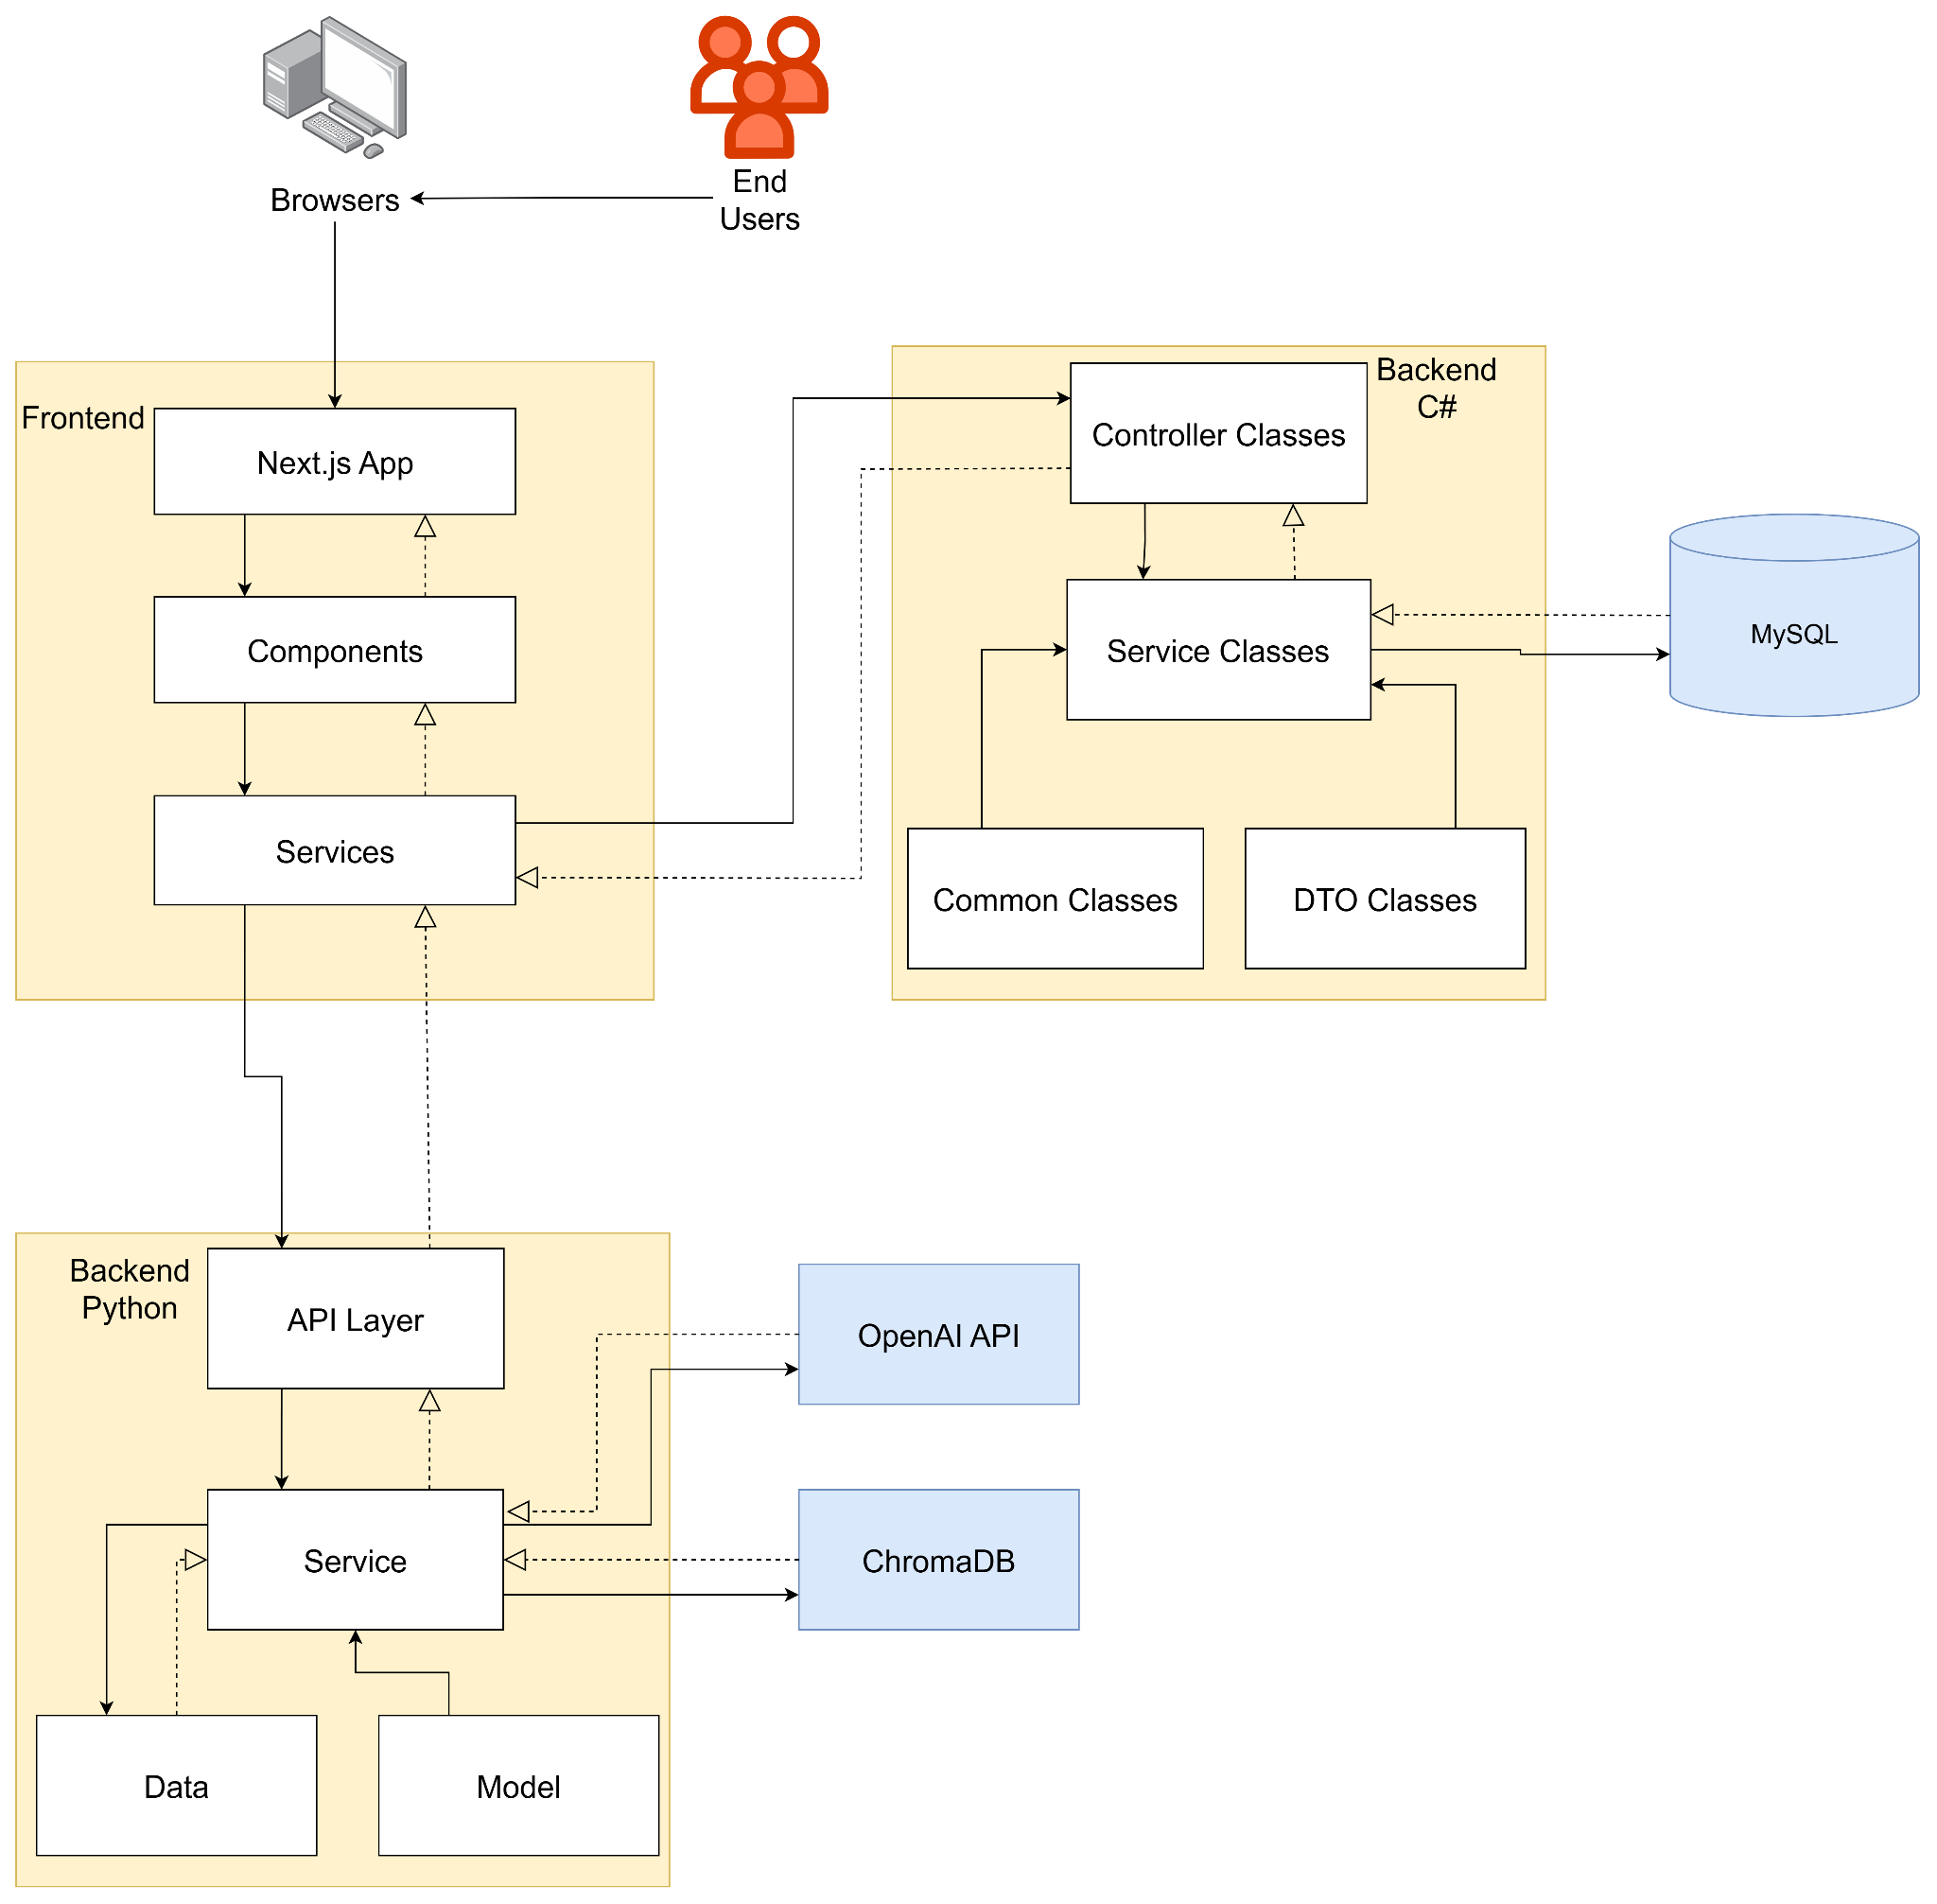 Browsers
End
Users
Frontend
Next.js App
Components
Services
Backend
C#
Controller Classes
Service Classes
Common Classes
DTO Classes
MySQL
Backend
Python
API Layer
Service
Data
Model
OpenAI API
ChromaDB